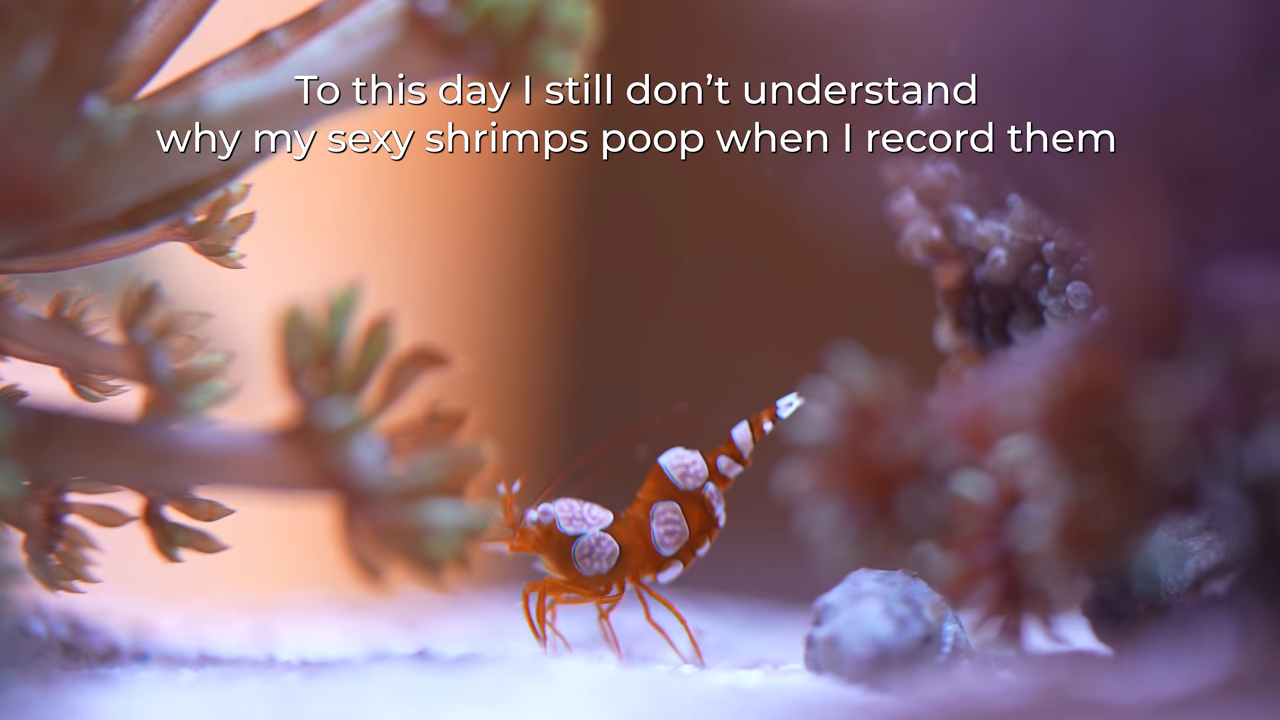 To this day I still don’t understand
why my sexy shrimps poop when I record them